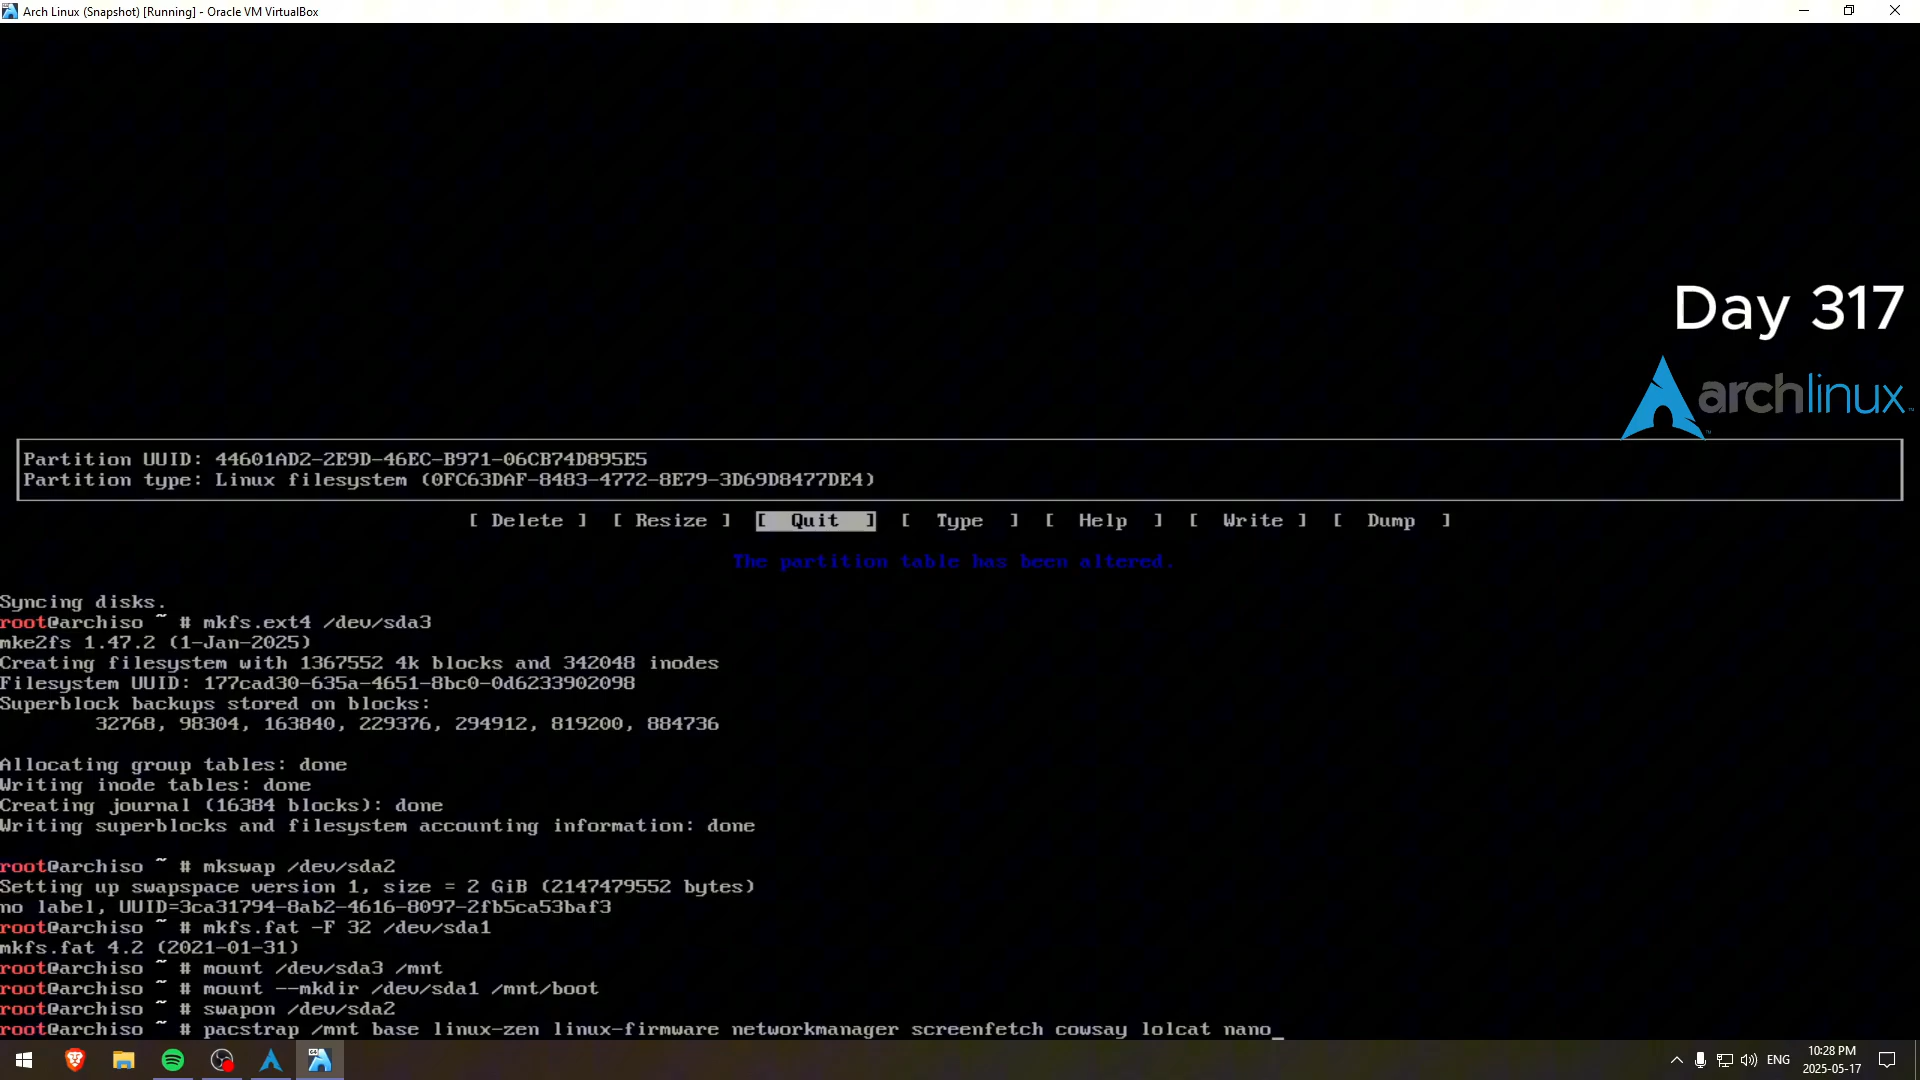 Arch Linux (Snapshot) [Running] - Oracle VM VirtualBox
Day 317
archlinux
Partition UUID: 44601AD2-2E9D-46EC-B971-06CB74D895E5
Partition type: Linux filesystem (0FC63DAF-8483-4772-8E79-3D69D8477DE4)
[ Delete ] [ Resize ] [ Quit ] [ Type ] [ Help ] [ Write ] [ Dump ]
The partition table has been altered.
Syncing disks.
root@archiso ~ # mkfs.ext4 /dev/sda3
mke2fs 1.47.2 (1-Jan-2025)
Creating filesystem with 1367552 4k blocks and 342048 inodes
Filesystem UUID: 177cad30-635a-4651-8bc0-0d6233902098
Superblock backups stored on blocks:
32768, 98304, 163840, 229376, 294912, 819200, 884736
Allocating group tables: done
Writing inode tables: done
Creating journal (16384 blocks): done
Writing superblocks and filesystem accounting information: done
root@archiso ~ # mkswap /dev/sda2
Setting up swapspace version 1, size = 2 GiB (2147479552 bytes)
no label, UUID=3ca31794-8ab2-4616-8097-2fb5ca53baf3
root@archiso ~ # mkfs.fat -F 32 /dev/sda1
mkfs.fat 4.2 (2021-01-31)
root@archiso ~ # mount /dev/sda3 /mnt
root@archiso ~ # mount --mkdir /dev/sda1 /mnt/boot
root@archiso ~ # swapon /dev/sda2
root@archiso ~ # pacstrap /mnt base linux-zen linux-firmware networkmanager screenfetch cowsay lolcat nano_
ENG
10:28 PM
2025-05-17